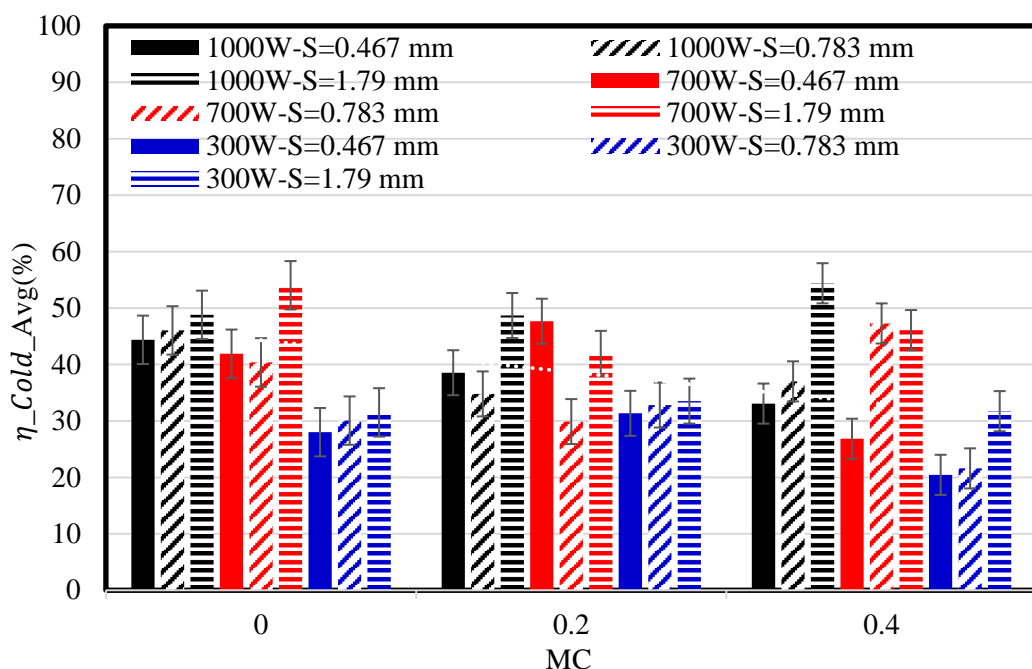 100
90
80
70
60
50
40
30
20
10
0
η_Cold_Avg(%)
1000W-S=0.467 mm
1000W-S=0.783 mm
1000W-S=1.79 mm
700W-S=0.467 mm
700W-S=0.783 mm
700W-S=1.79 mm
300W-S=0.467 mm
300W-S=0.783 mm
300W-S=1.79 mm
0
0.2
0.4
MC